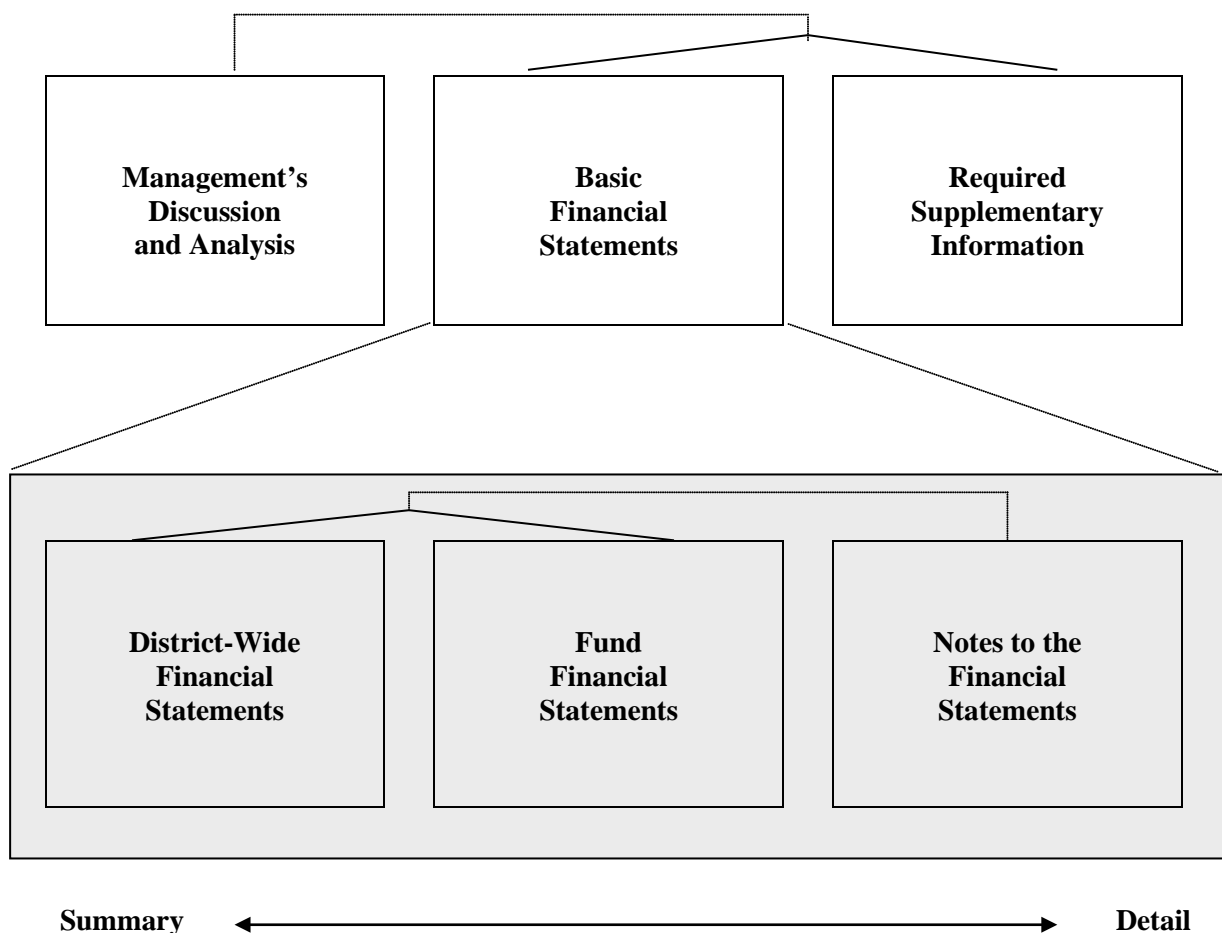 Management’s
Discussion
and Analysis
Basic
Financial
Statements
Required
Supplementary
Information
District-Wide
Financial
Statements
Fund
Financial
Statements
Notes to the
Financial
Statements
Summary
Detail